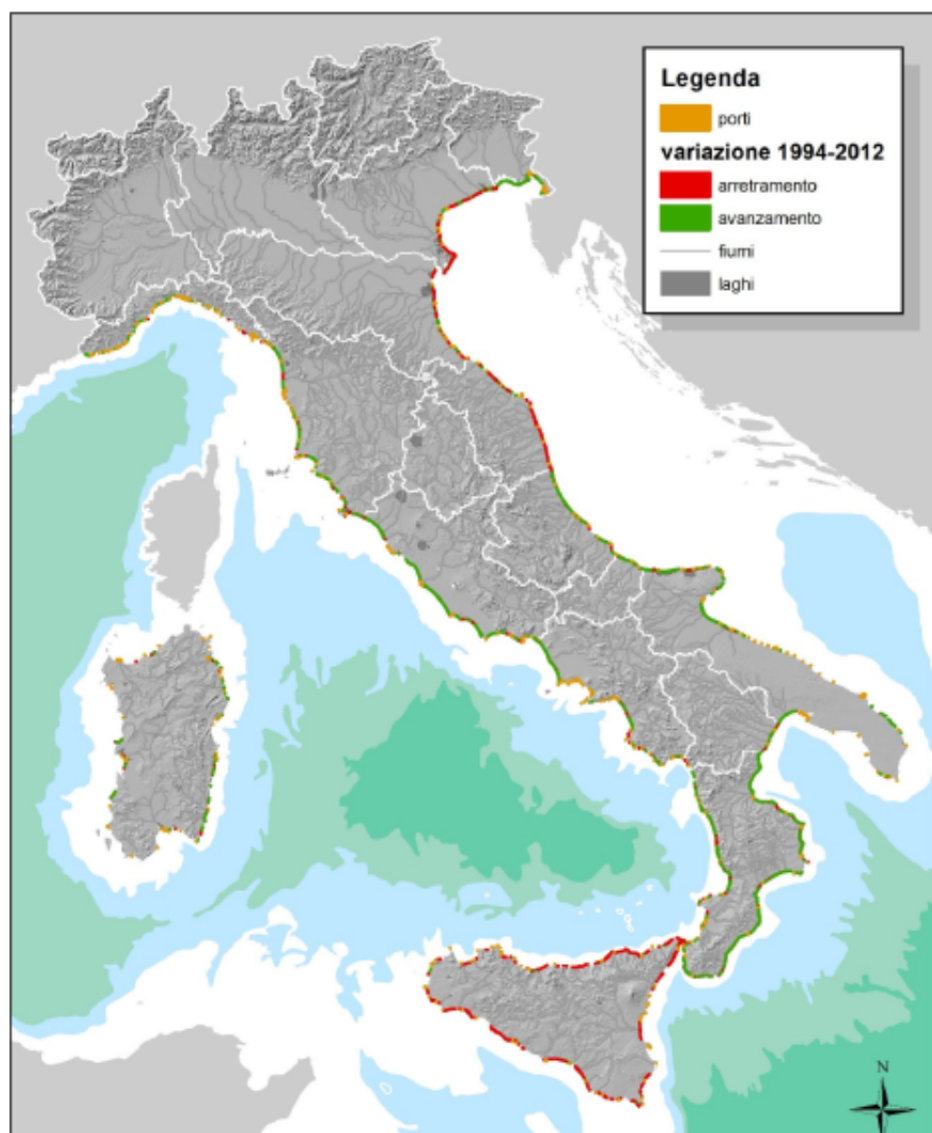 Legenda
porti
variazione 1994-2012
arretramento
avanzamento
fiumi
laghi
N